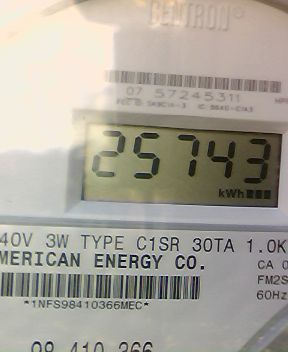 CENTRON®
07 57245311
25743
kWh
40V 3W TYPE C1SR 30TA 1.0K
MERICAN ENERGY CO.
CA 0
FM2S
60Hz
*1NFS98410366MEC*
98 410 366